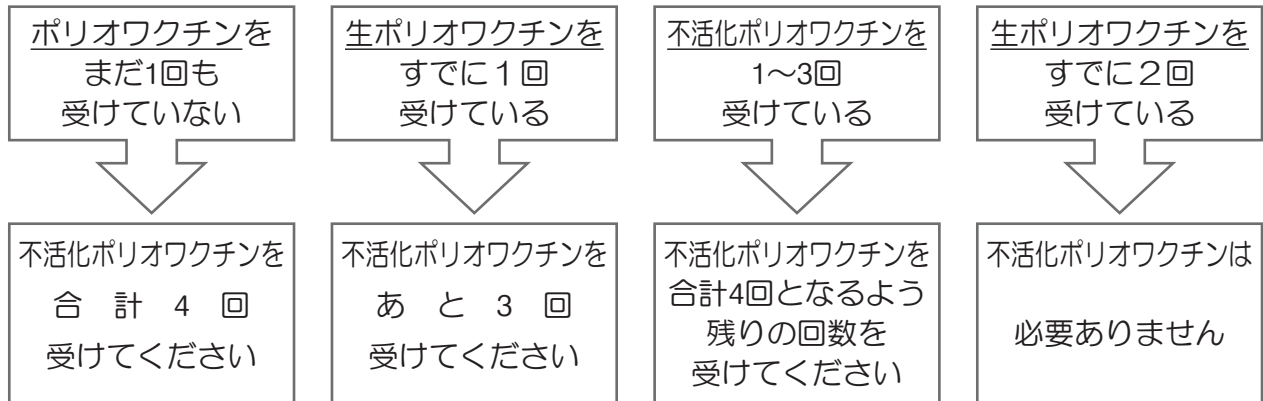 ポリオワクチンを
まだ1回も
受けていない
生ポリオワクチンを
すでに１回
受けている
不活化ポリオワクチンを
1〜3回
受けている
生ポリオワクチンを
すでに２回
受けている
不活化ポリオワクチンを
合 計 4 回
受けてください
不活化ポリオワクチンを
あ と 3 回
受けてください
不活化ポリオワクチンを
合計4回となるよう
残りの回数を
受けてください
不活化ポリオワクチンは
必要ありません